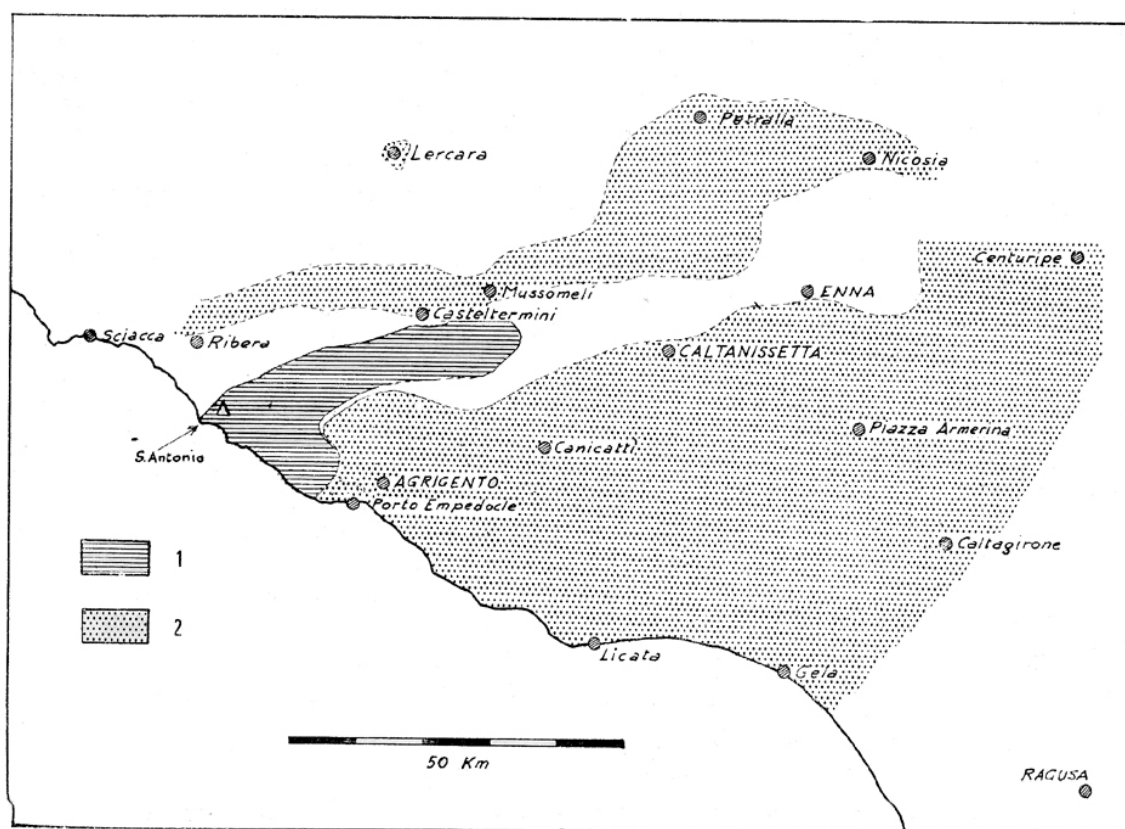 Petralia
Lercara
Nicosia
Centuripe
Mussomeli
ENNA
Casteltermini
Sciacca
Ribera
CALTANISSETTA
Piazza Armerina
S. Antonio
Canicattì
AGRIGENTO
Porto Empedocle
1
Caltagirone
2
Licata
Gela
50 Km
RAGUSA